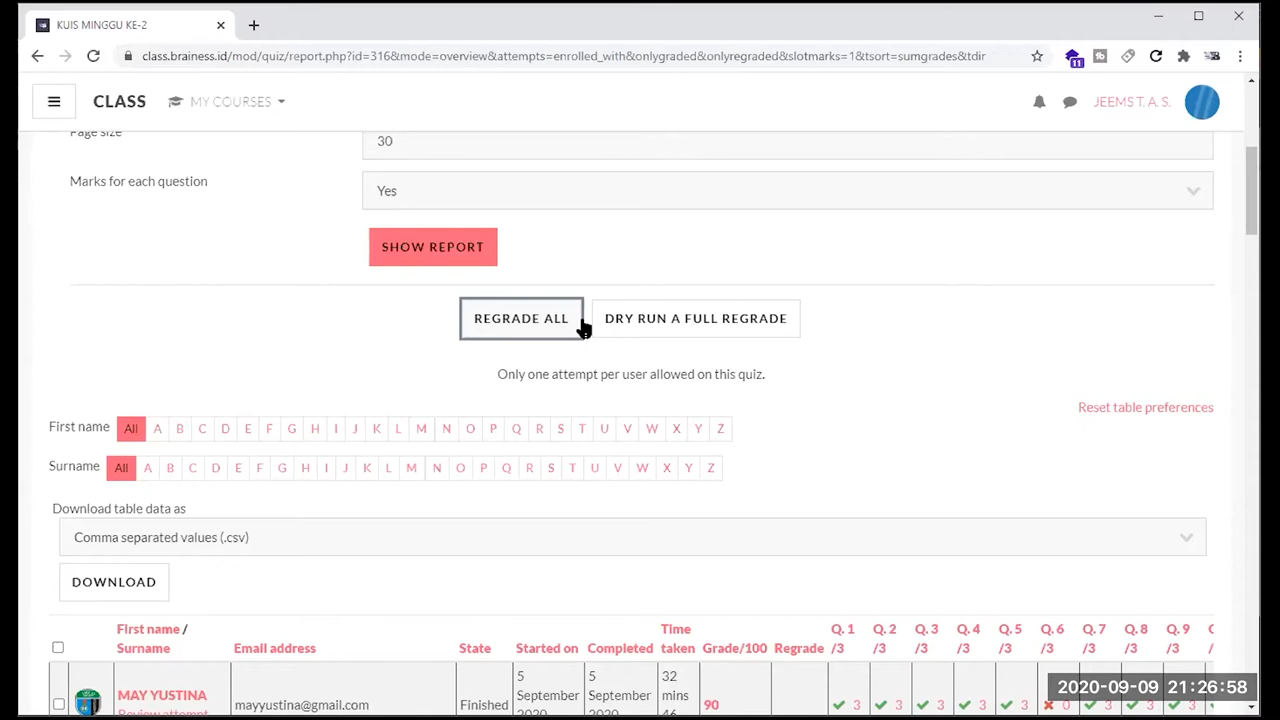 KUIS MINGGU KE-2
class.brainess.id/mod/quiz/report.php?id=316&mode=overview&attempts=enrolled_with&onlygraded&onlyregraded&slotmarks=1&tsort=sumgrades&tdir
11
CLASS MY COURSES JEEMS T. A. S.
Page size 30
Marks for each question Yes
SHOW REPORT
REGRADE ALL DRY RUN A FULL REGRADE
Only one attempt per user allowed on this quiz.
Reset table preferences
First name All A B C D E F G H I J K L M N O P Q R S T U V W X Y Z
Surname All A B C D E F G H I J K L M N O P Q R S T U V W X Y Z
Download table data as
Comma separated values (.csv)
DOWNLOAD
First name / Surname Email address State Started on Completed Time taken Grade/100 Regrade Q. 1 /3 Q. 2 /3 Q. 3 /3 Q. 4 /3 Q. 5 /3 Q. 6 /3 Q. 7 /3 Q. 8 /3 Q. 9 /3
MAY YUSTINA Review attempt mayyustina@gmail.com Finished 5 September 2020 5 September 2020 32 mins 46 90 3 3 3 3 3 0 3 3 3
2020-09-09 21:26:58